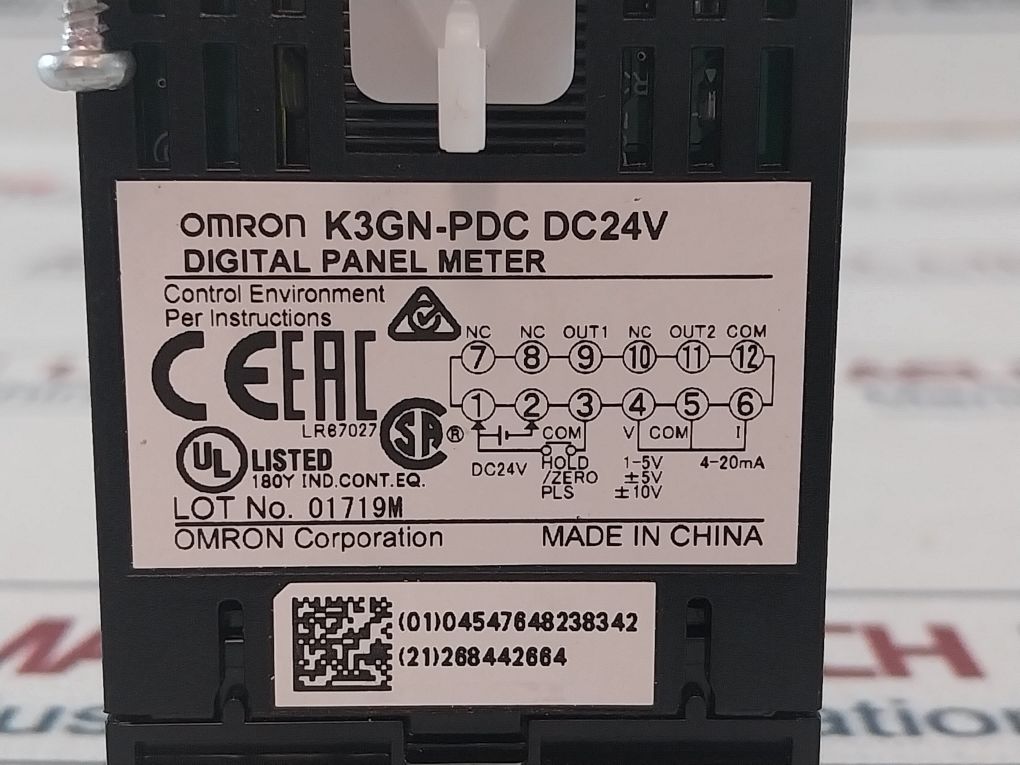 OMRON K3GN-PDC DC24V
DIGITAL PANEL METER
Control Environment
Per Instructions
CE EAC
NC NC OUT1 NC OUT2 COM
7 8 9 10 11 12
1 2 3 4 5 6
COM V COM I
DC24V HOLD 1-5V 4-20mA
/ZERO ±5V
PLS ±10V
LR67027 SA ®
UL LISTED
180Y IND.CONT.EQ.
LOT No. 01719M
OMRON Corporation MADE IN CHINA
(01)04547648238342
(21)268442664